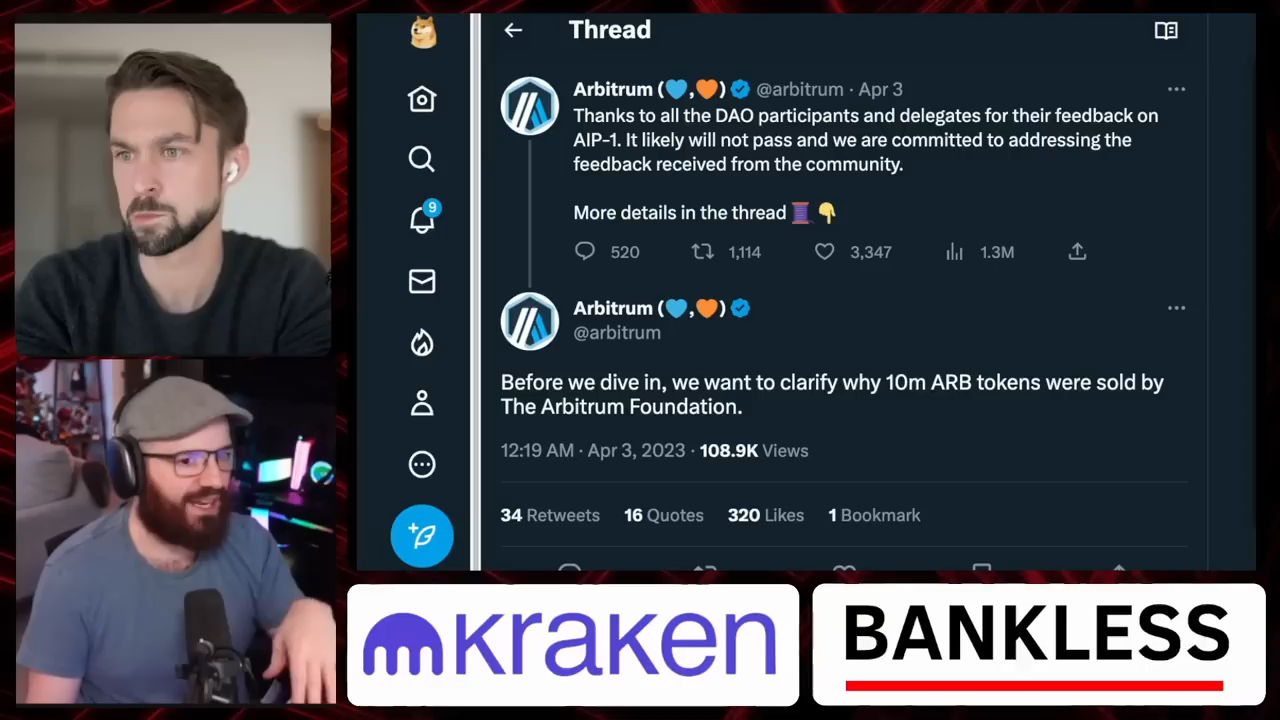 Thread
Arbitrum (🩵,🧡) @arbitrum · Apr 3
Thanks to all the DAO participants and delegates for their feedback on
AIP-1. It likely will not pass and we are committed to addressing the
feedback received from the community.
More details in the thread 🧵👇
520 1,114 3,347 1.3M
Arbitrum (🩵,🧡)
@arbitrum
Before we dive in, we want to clarify why 10m ARB tokens were sold by
The Arbitrum Foundation.
12:19 AM · Apr 3, 2023 · 108.9K Views
34 Retweets 16 Quotes 320 Likes 1 Bookmark
9
kraken
BANKLESS